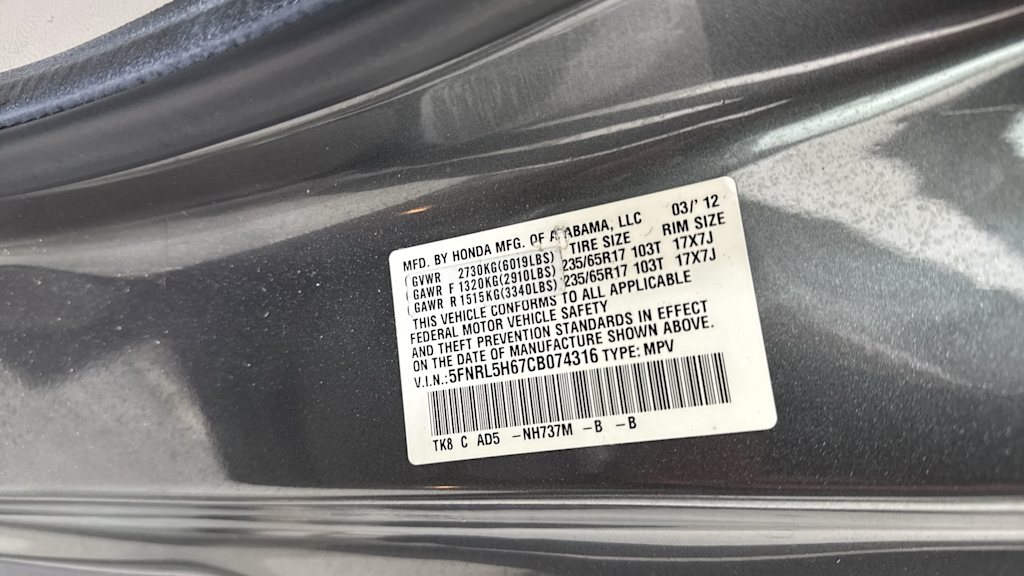 MFD. BY HONDA MFG. OF ALABAMA, LLC 03/' 12
GVWR 2730KG(6019LBS) TIRE SIZE RIM SIZE
GAWR F 1320KG(2910LBS) 235/65R17 103T 17X7J
GAWR R 1515KG(3340LBS) 235/65R17 103T 17X7J
THIS VEHICLE CONFORMS TO ALL APPLICABLE
FEDERAL MOTOR VEHICLE SAFETY
AND THEFT PREVENTION STANDARDS IN EFFECT
ON THE DATE OF MANUFACTURE SHOWN ABOVE.
V.I.N.:5FNRL5H67CB074316 TYPE: MPV
TK8 C AD5 -NH737M -B -B